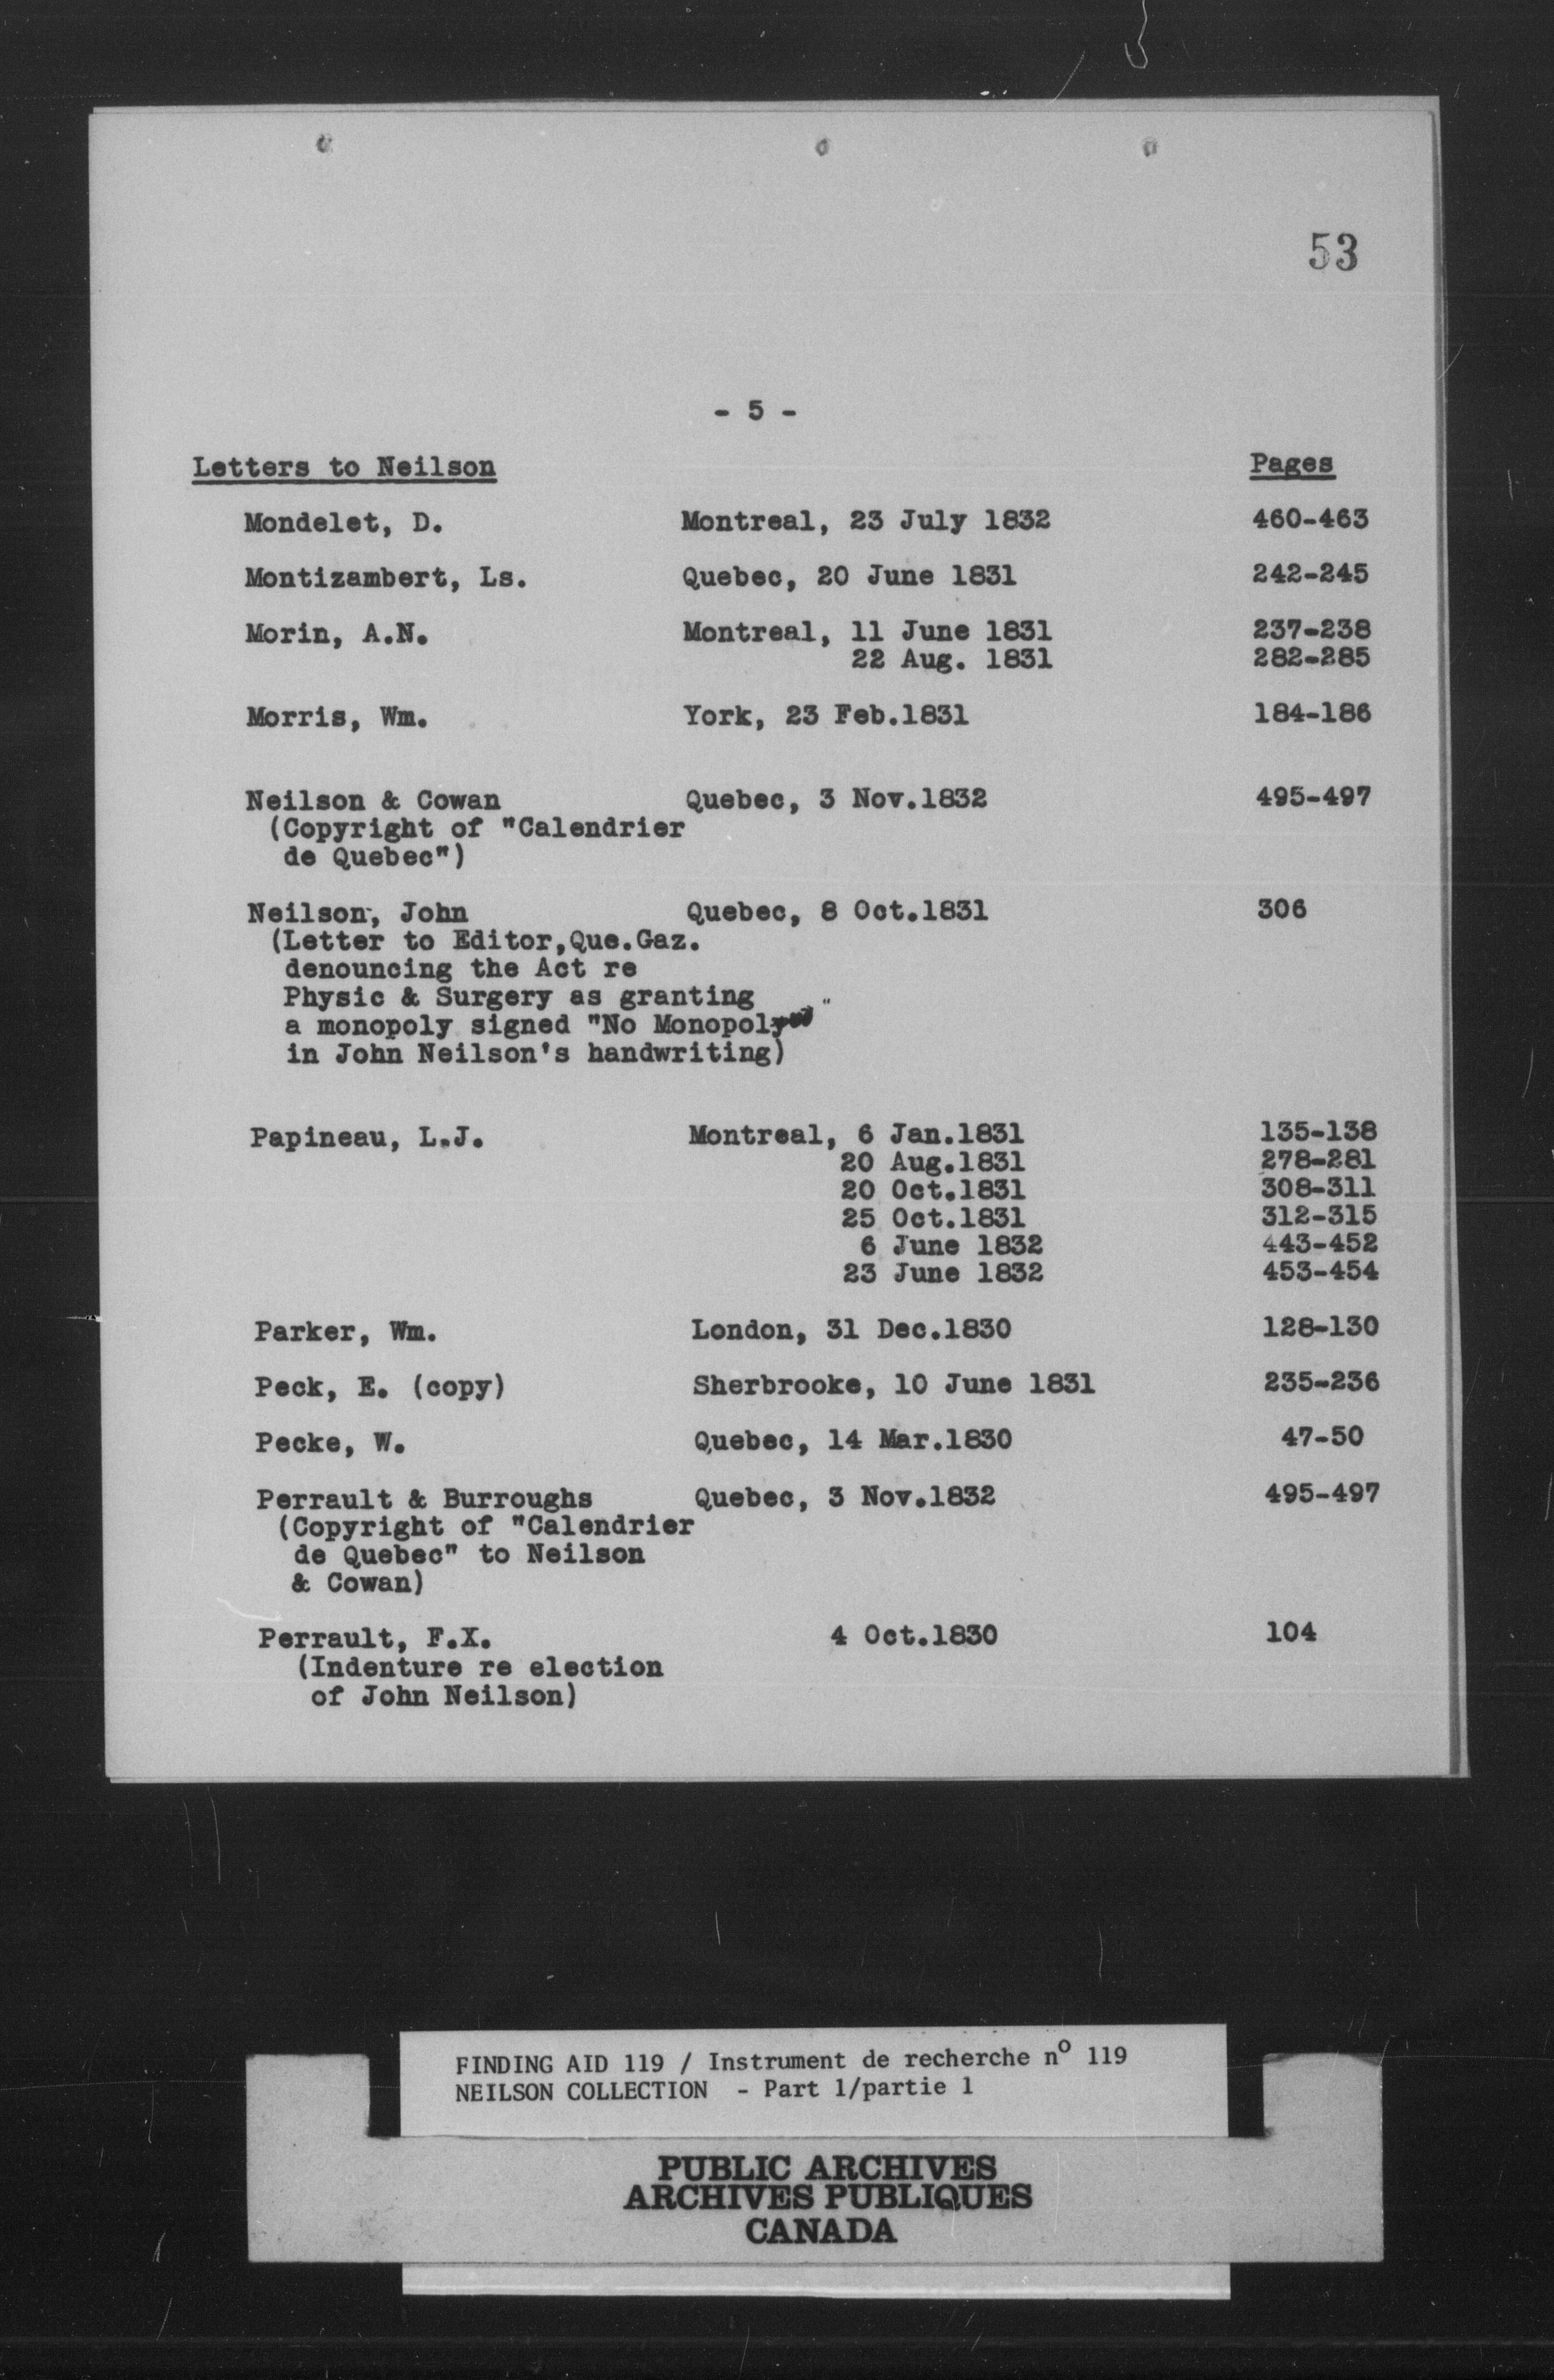 53
- 5 -
Letters to Neilson Pages
Mondelet, D. Montreal, 23 July 1832 460-463
Montizambert, Ls. Quebec, 20 June 1831 242-245
Morin, A.N. Montreal, 11 June 1831 237-238
22 Aug. 1831 282-285
Morris, Wm. York, 23 Feb.1831 184-186
Neilson & Cowan Quebec, 3 Nov.1832 495-497
(Copyright of "Calendrier
de Quebec")
Neilson, John Quebec, 8 Oct.1831 306
(Letter to Editor,Que.Gaz.
denouncing the Act re
Physic & Surgery as granting
a monopoly signed "No Monopoly"
in John Neilson's handwriting)
Papineau, L.J. Montreal, 6 Jan.1831 135-138
20 Aug.1831 278-281
20 Oct.1831 308-311
25 Oct.1831 312-315
6 June 1832 443-452
23 June 1832 453-454
Parker, Wm. London, 31 Dec.1830 128-130
Peck, E. (copy) Sherbrooke, 10 June 1831 235-236
Pecke, W. Quebec, 14 Mar.1830 47-50
Perrault & Burroughs Quebec, 3 Nov.1832 495-497
(Copyright of "Calendrier
de Quebec" to Neilson
& Cowan)
Perrault, F.X. 4 Oct.1830 104
(Indenture re election
of John Neilson)
FINDING AID 119 / Instrument de recherche nº 119
NEILSON COLLECTION - Part 1/partie 1
PUBLIC ARCHIVES
ARCHIVES PUBLIQUES
CANADA